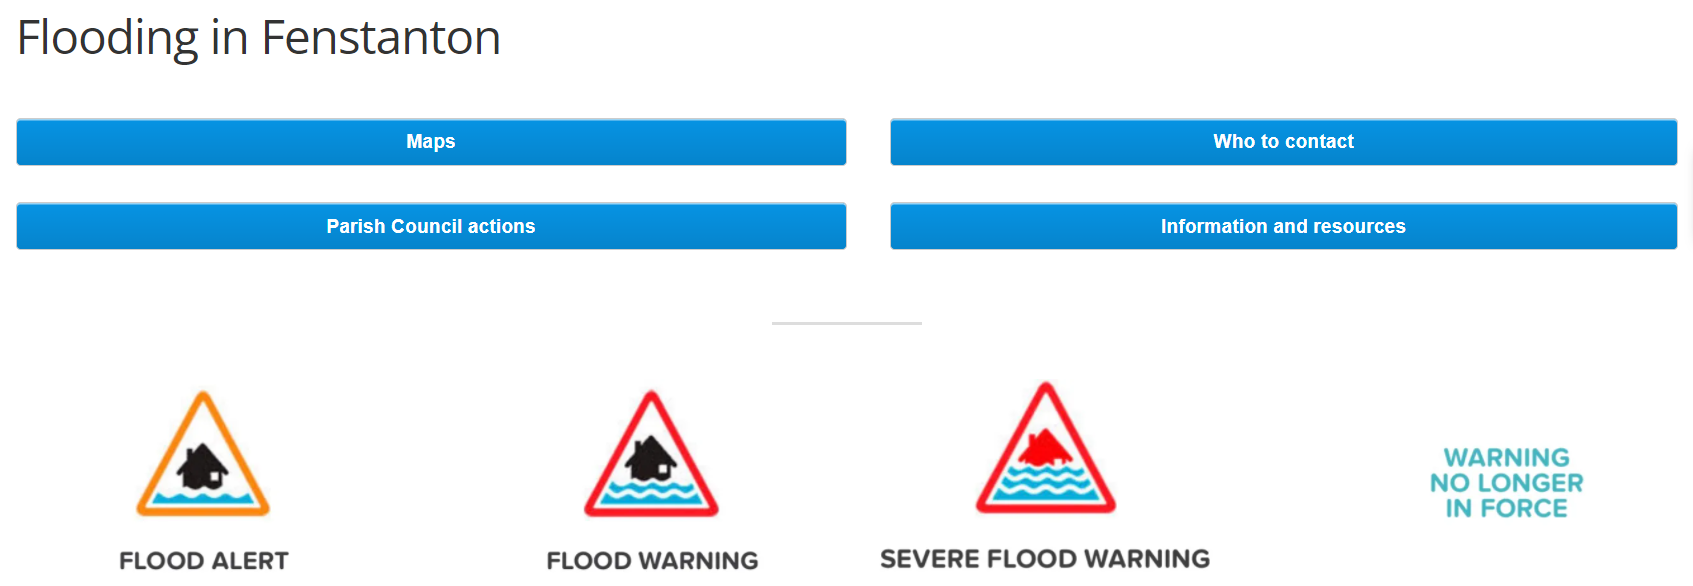 Flooding in Fenstanton
Maps
Who to contact
Parish Council actions
Information and resources
WARNING
NO LONGER
IN FORCE
FLOOD ALERT
FLOOD WARNING
SEVERE FLOOD WARNING